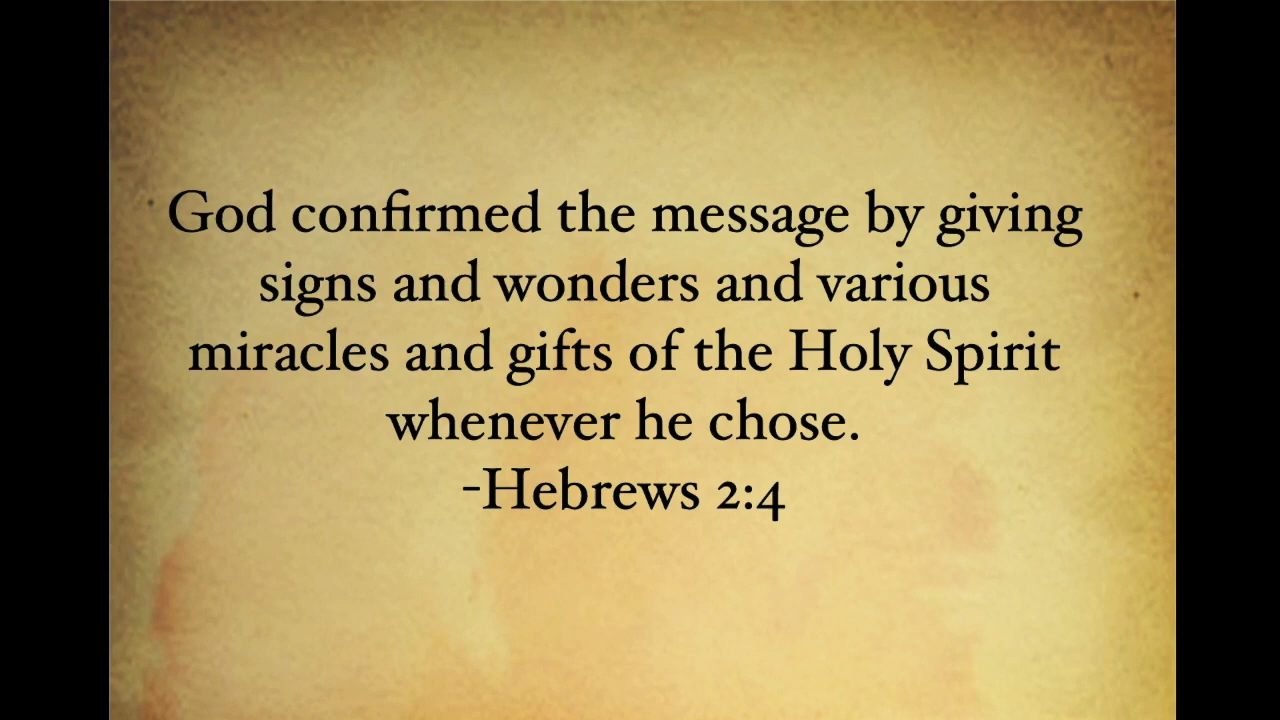 God confirmed the message by giving
signs and wonders and various
miracles and gifts of the Holy Spirit
whenever he chose.
-Hebrews 2:4